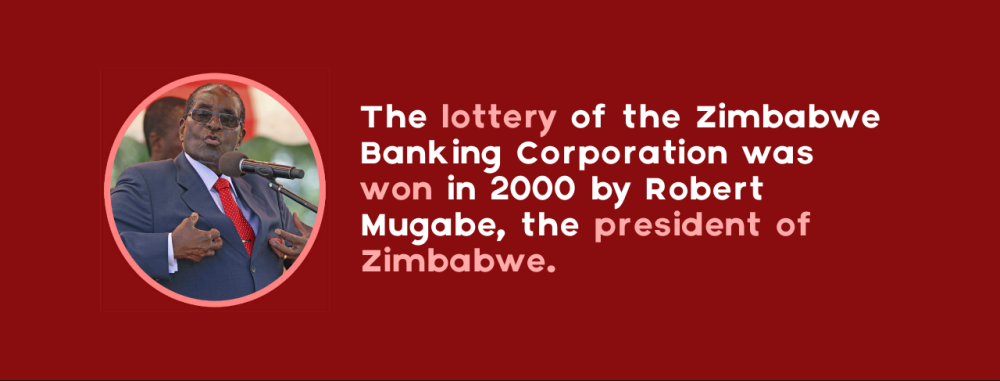 The lottery of the Zimbabwe
Banking Corporation was
won in 2000 by Robert
Mugabe, the president of
Zimbabwe.